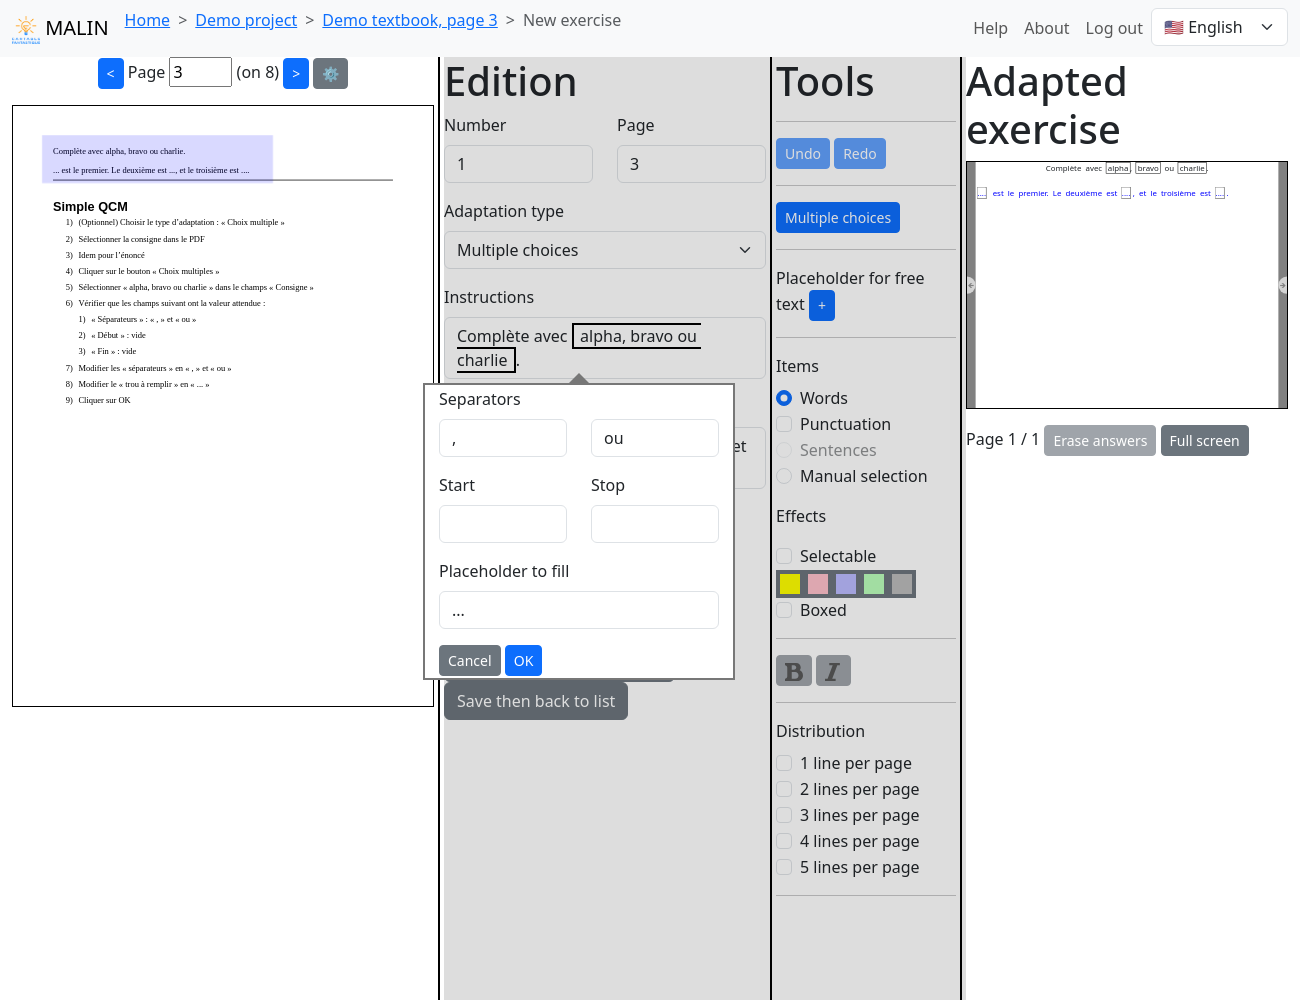 MALIN
Home > Demo project > Demo textbook, page 3 > New exercise
Help About Log out 🇺🇸 English
< Page 3 (on 8) > ⚙️
Complète avec alpha, bravo ou charlie.
... est le premier. Le deuxième est ..., et le troisième est ....
Simple QCM
1) (Optionnel) Choisir le type d’adaptation : « Choix multiple »
2) Sélectionner la consigne dans le PDF
3) Idem pour l’énoncé
4) Cliquer sur le bouton « Choix multiples »
5) Sélectionner « alpha, bravo ou charlie » dans le champs « Consigne »
6) Vérifier que les champs suivant ont la valeur attendue :
1) « Séparateurs » : « , » et « ou »
2) « Début » : vide
3) « Fin » : vide
7) Modifier les « séparateurs » en « , » et « ou »
8) Modifier le « trou à remplir » en « ... »
9) Cliquer sur OK
Edition
Number Page
1 3
Adaptation type
Multiple choices
Instructions
Complète avec alpha, bravo ou
charlie .
et
Separators
, ou
Start Stop
Placeholder to fill
...
Cancel OK
Save then back to list
Tools
Undo Redo
Multiple choices
Placeholder for free
text +
Items
Words
Punctuation
Sentences
Manual selection
Effects
Selectable
Boxed
B I
Distribution
1 line per page
2 lines per page
3 lines per page
4 lines per page
5 lines per page
Adapted
exercise
Complète avec alpha, bravo ou charlie.
.... est le premier. Le deuxième est ...., et le troisième est .....
Page 1 / 1 Erase answers Full screen